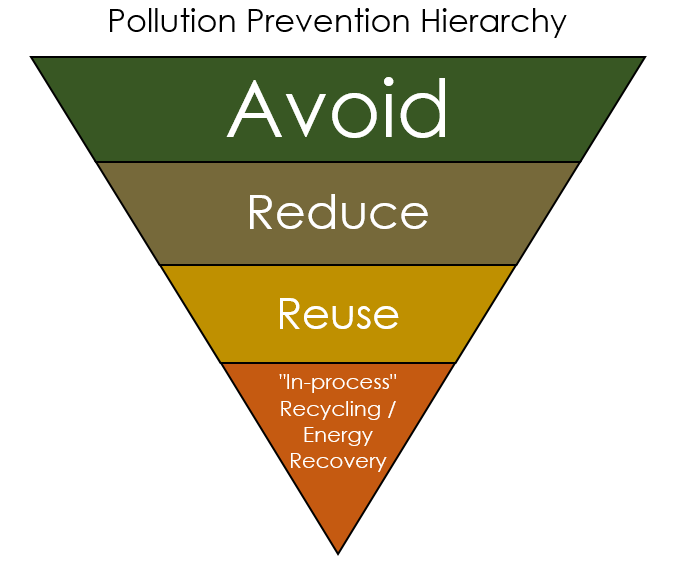 Pollution Prevention Hierarchy
Avoid
Reduce
Reuse
"In-process"
Recycling /
Energy
Recovery